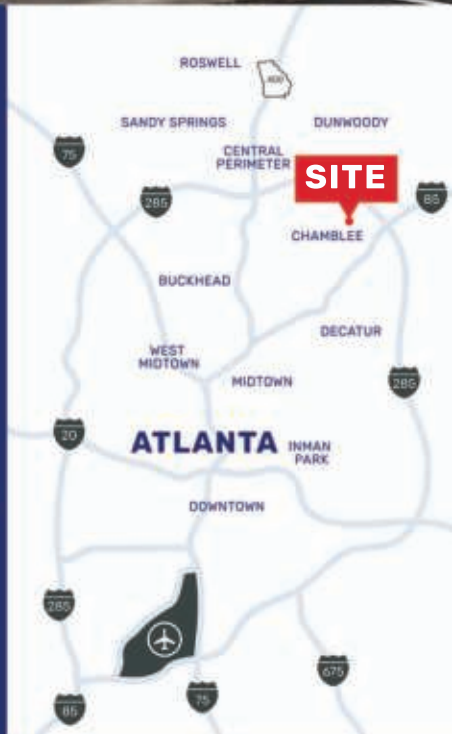 ROSWELL
400
SANDY SPRINGS
DUNWOODY
75
CENTRAL
PERIMETER
SITE
285
85
CHAMBLEE
BUCKHEAD
DECATUR
WEST
MIDTOWN
MIDTOWN
285
20
ATLANTA
INMAN
PARK
DOWNTOWN
285
675
85
75